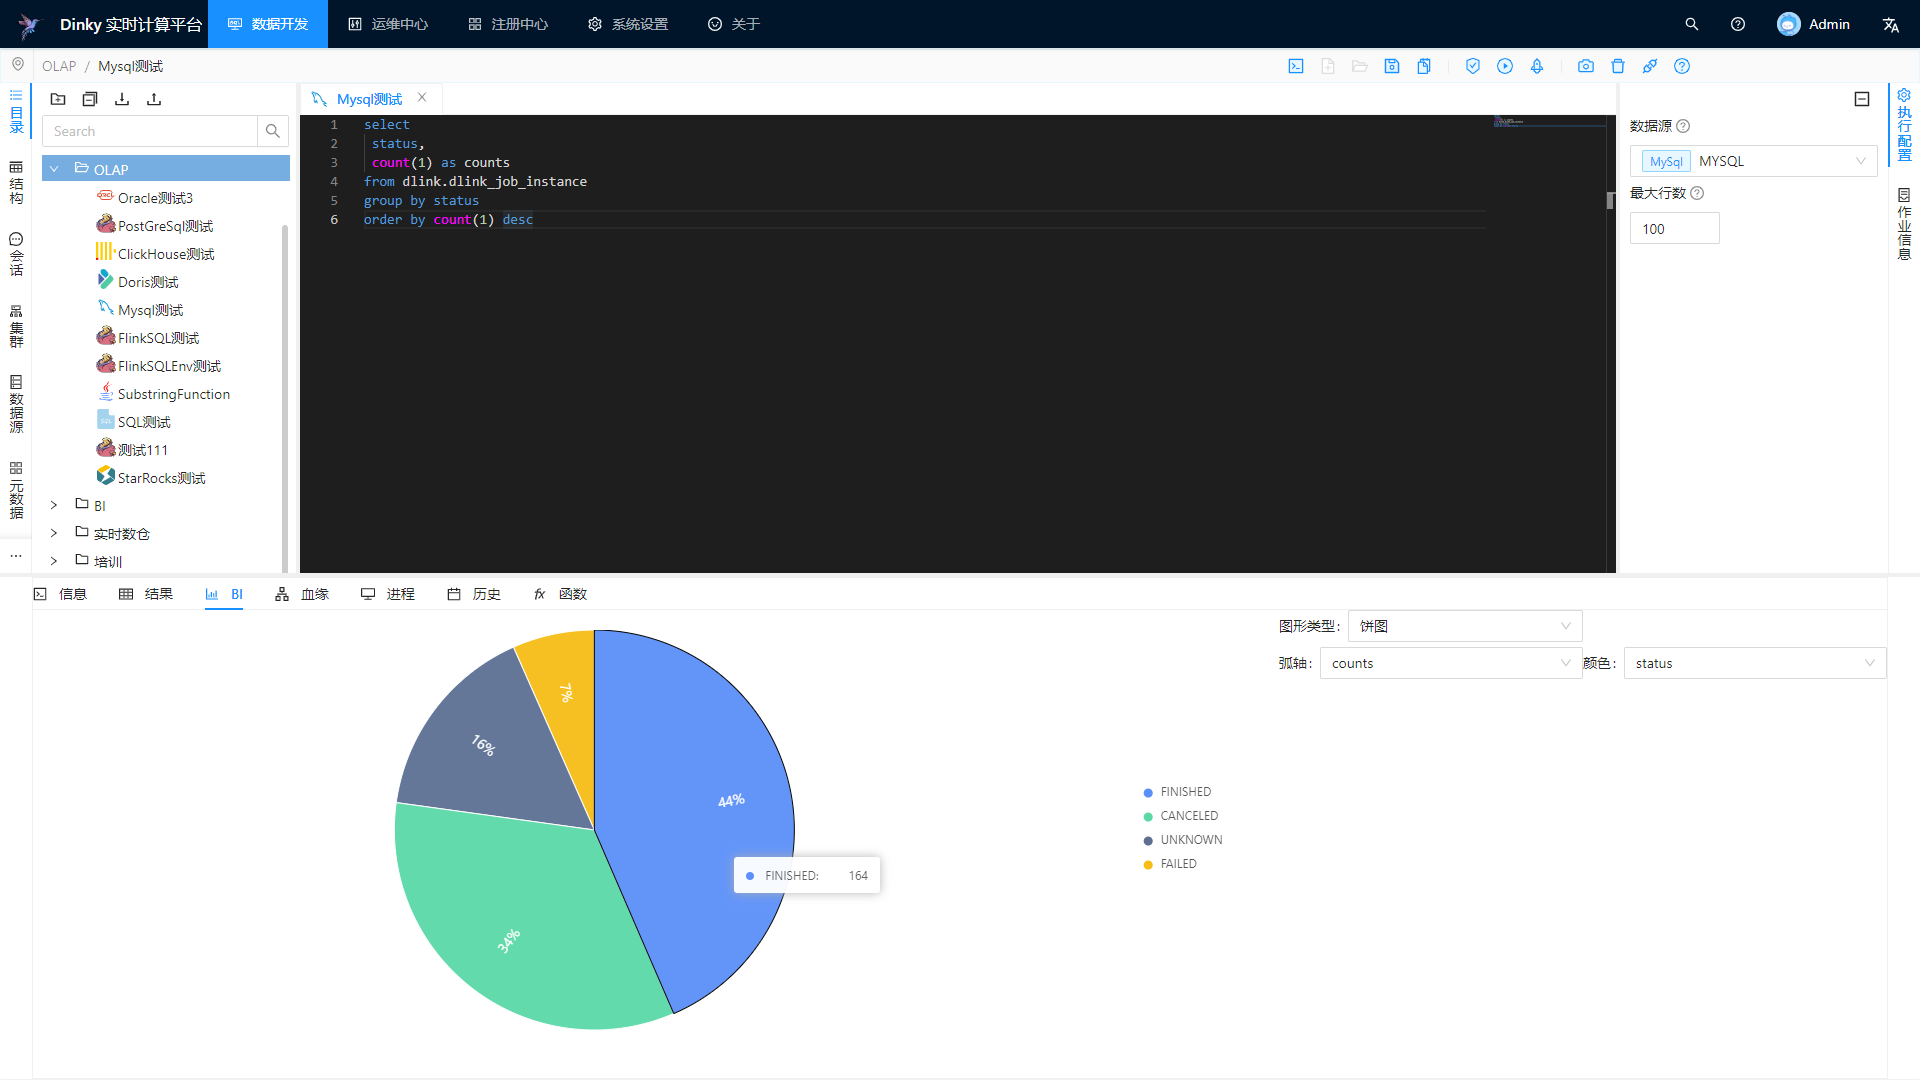 Dinky 实时计算平台 数据开发 运维中心 注册中心 系统设置 关于 Admin
OLAP / Mysql测试
目录
结构
会话
集群
数据源
元数据
...
Search
OLAP
Oracle测试3
PostGreSql测试
ClickHouse测试
Doris测试
Mysql测试
FlinkSQL测试
FlinkSQLEnv测试
SubstringFunction
SQL测试
测试111
StarRocks测试
BI
实时数仓
培训
Mysql测试
1 select
2 status,
3 count(1) as counts
4 from dlink.dlink_job_instance
5 group by status
6 order by count(1) desc
数据源
MySql MYSQL
最大行数
100
执行配置
作业信息
信息 结果 BI 血缘 进程 历史 函数
图形类型: 饼图
弧轴: counts 颜色: status
7%
16%
44%
34%
FINISHED: 164
FINISHED
CANCELED
UNKNOWN
FAILED